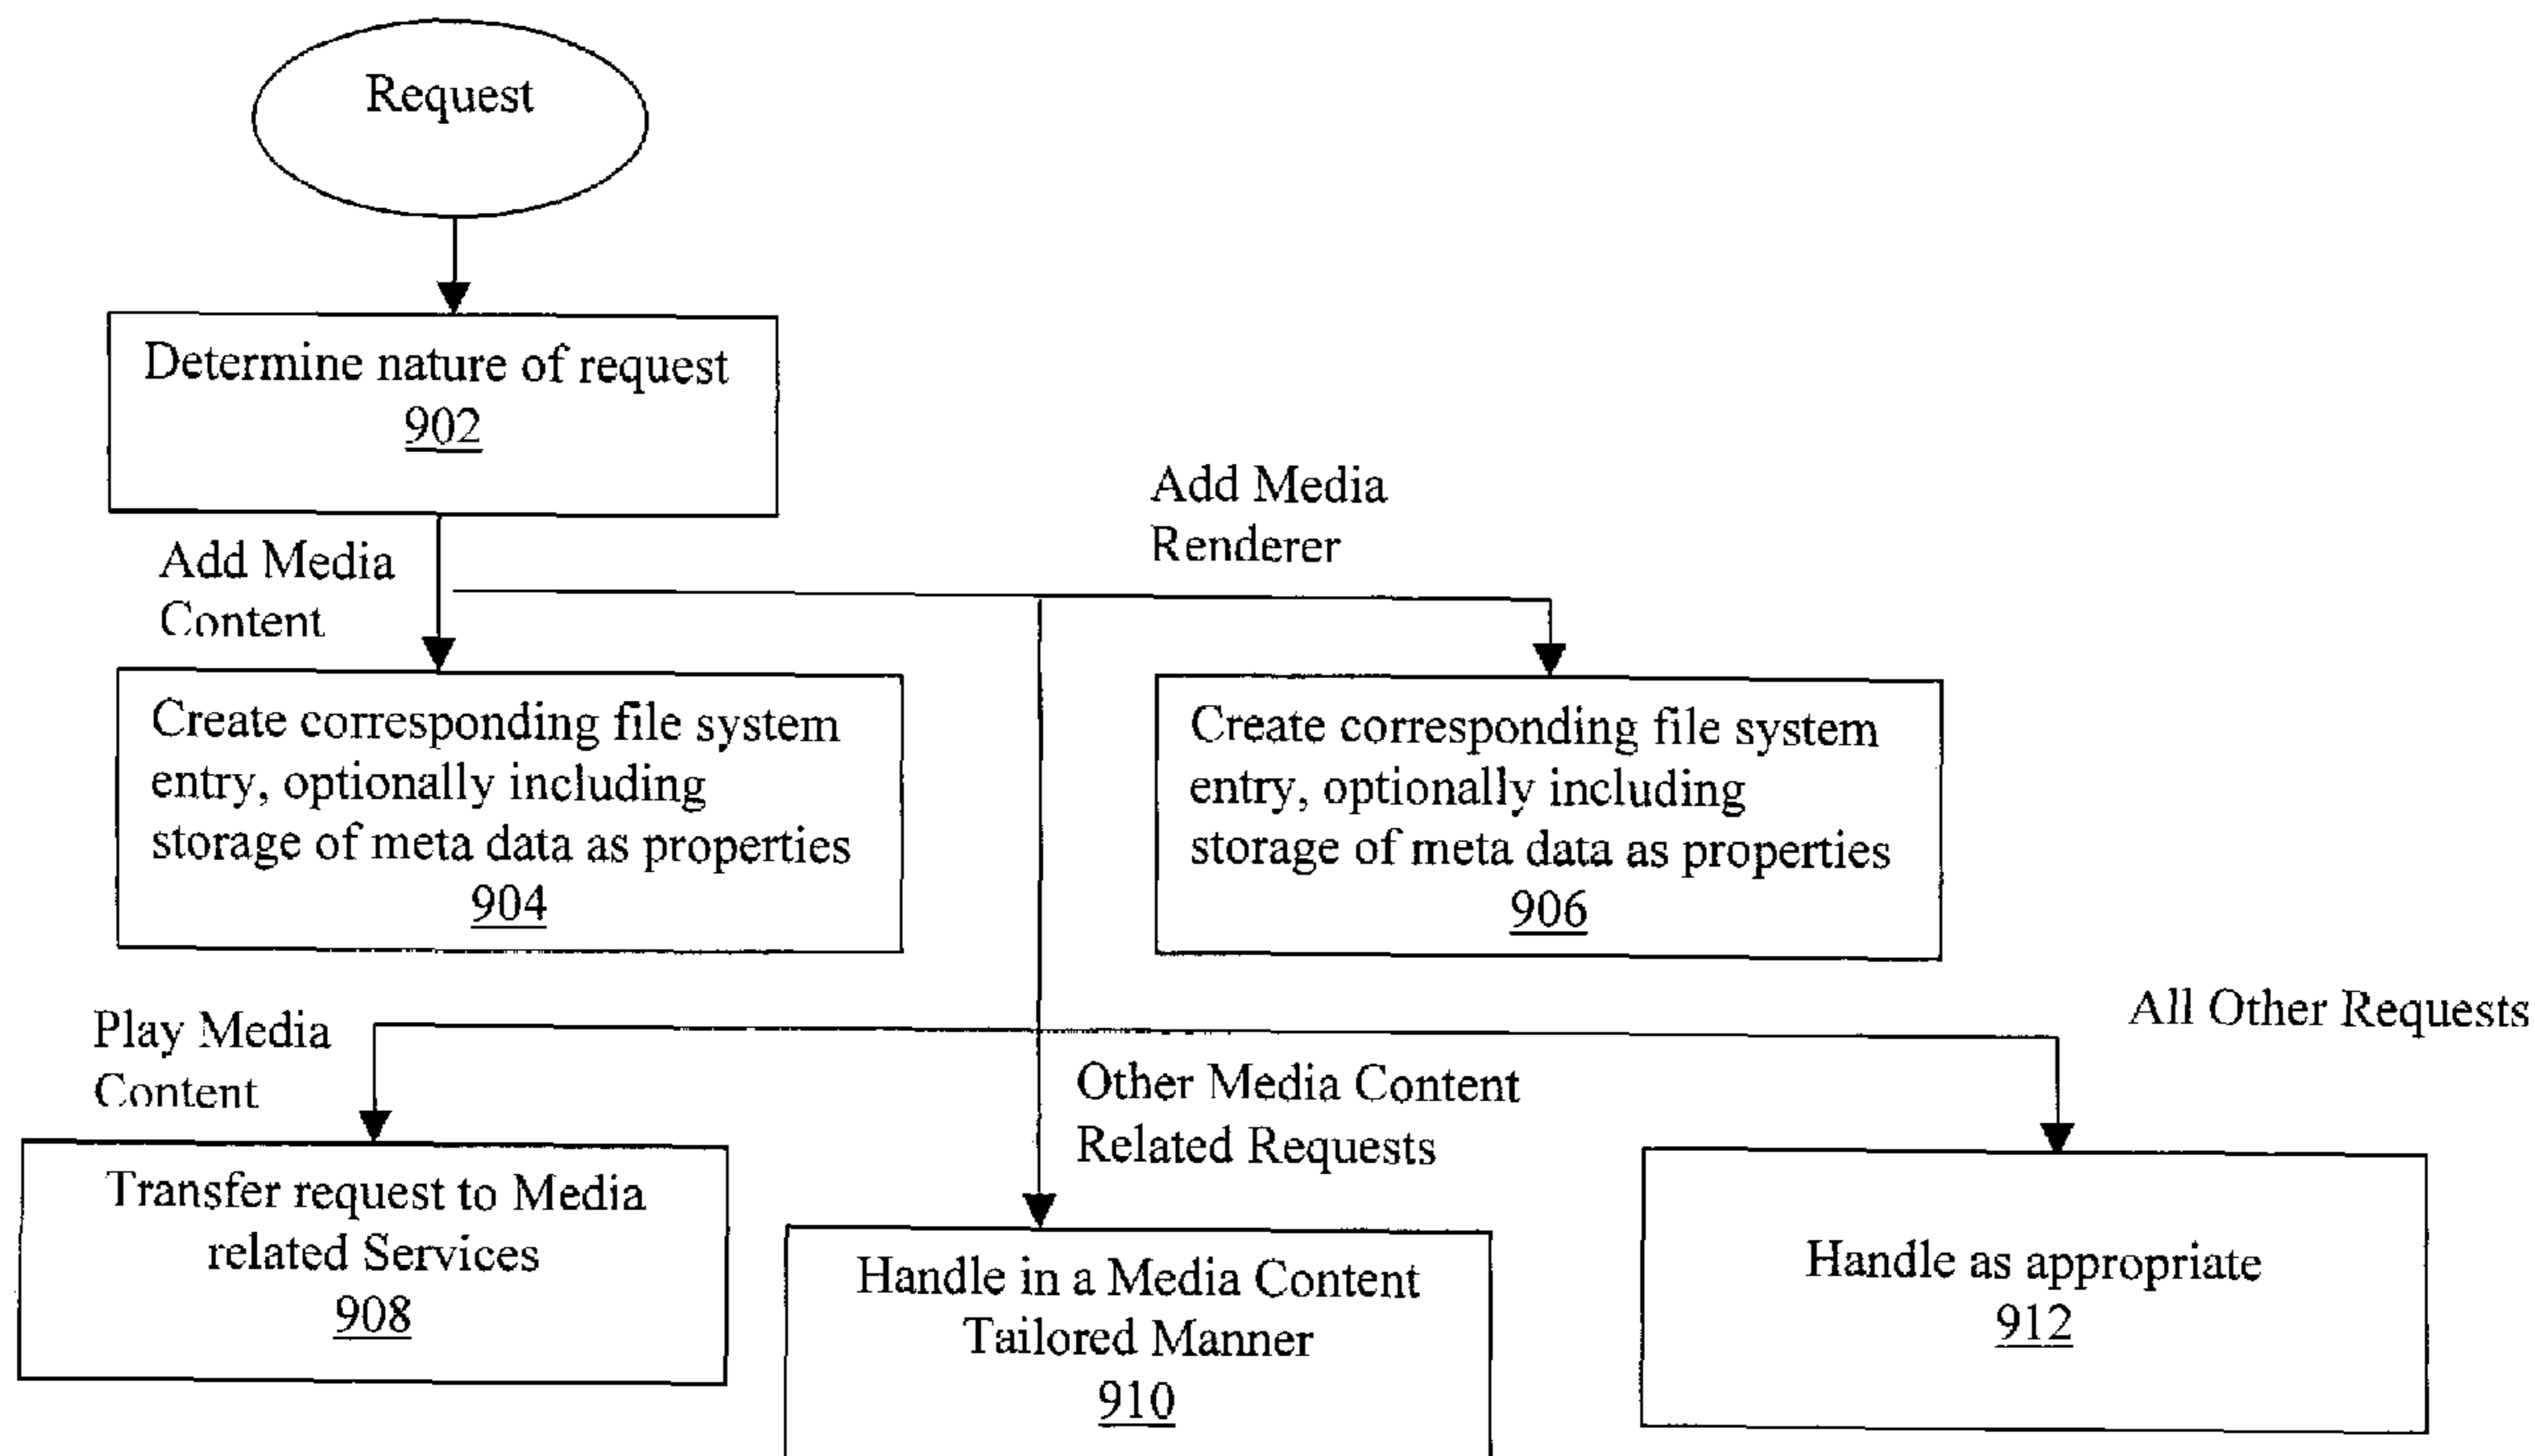 Request
Determine nature of request
902
Add Media
Renderer
Add Media
Content
Create corresponding file system
entry, optionally including
storage of meta data as properties
904
Create corresponding file system
entry, optionally including
storage of meta data as properties
906
Play Media
Content
All Other Requests
Other Media Content
Related Requests
Transfer request to Media
related Services
908
Handle in a Media Content
Tailored Manner
910
Handle as appropriate
912